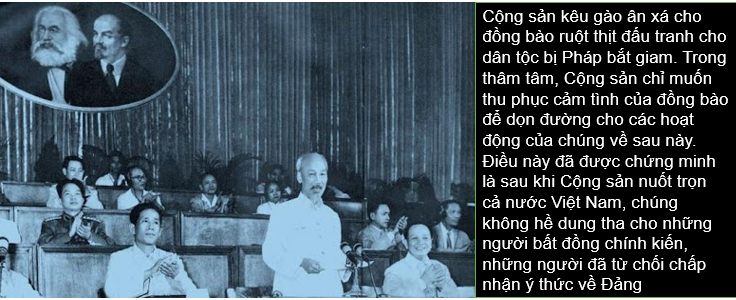 Cộng sản kêu gào ân xá cho
đồng bào ruột thịt đấu tranh cho
dân tộc bị Pháp bắt giam. Trong
thâm tâm, Cộng sản chỉ muốn
thu phục cảm tình của đồng bào
để dọn đường cho các hoạt
động của chúng về sau này.
Điều này đã được chứng minh
là sau khi Cộng sản nuốt trọn
cả nước Việt Nam, chúng
không hề dung tha cho những
người bất đồng chính kiến,
những người đã từ chối chấp
nhận ý thức về Đảng